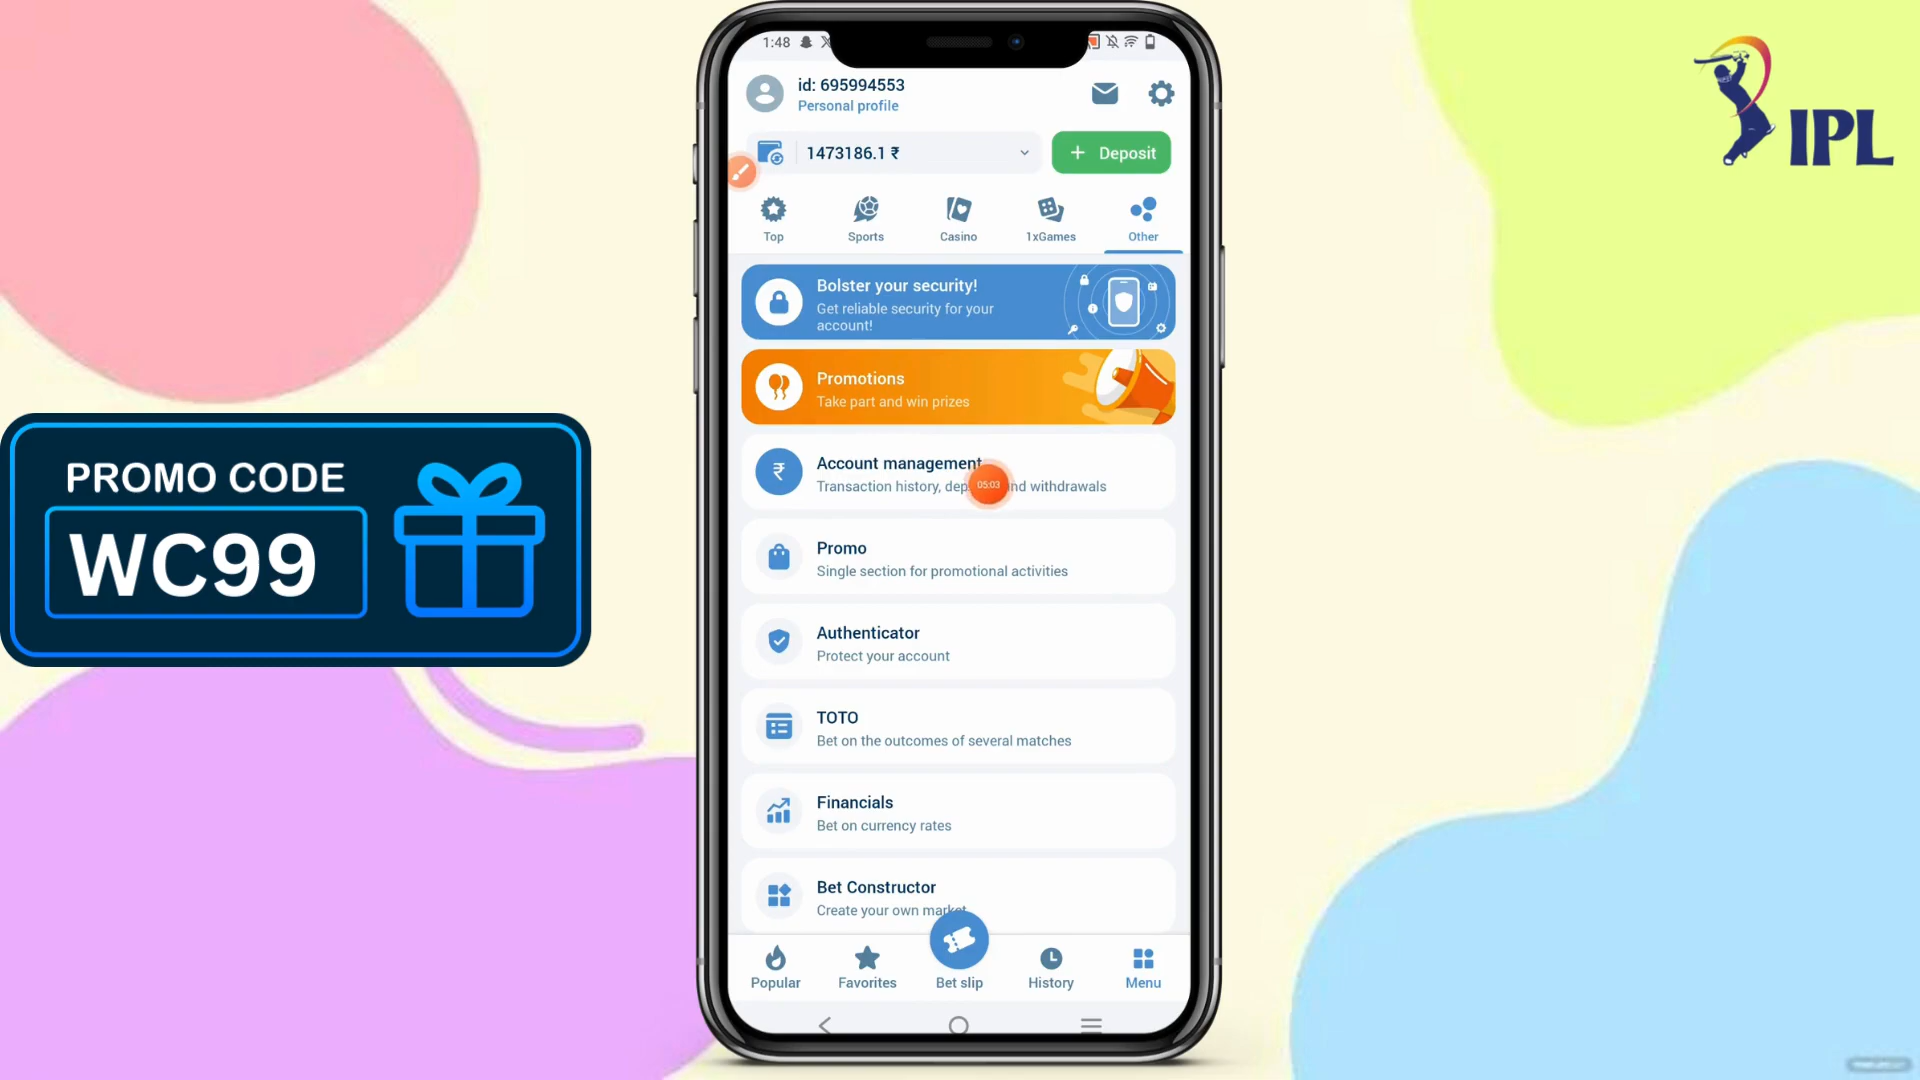 1:48
id: 695994553
Personal profile
1473186.1 ₹
+ Deposit
Top
Sports
Casino
1xGames
Other
Bolster your security!
Get reliable security for your
account!
Promotions
Take part and win prizes
Account management
Transaction history, dep 05:03 nd withdrawals
Promo
Single section for promotional activities
Authenticator
Protect your account
TOTO
Bet on the outcomes of several matches
Financials
Bet on currency rates
Bet Constructor
Create your own market
Popular
Favorites
Bet slip
History
Menu
PROMO CODE
WC99
IPL